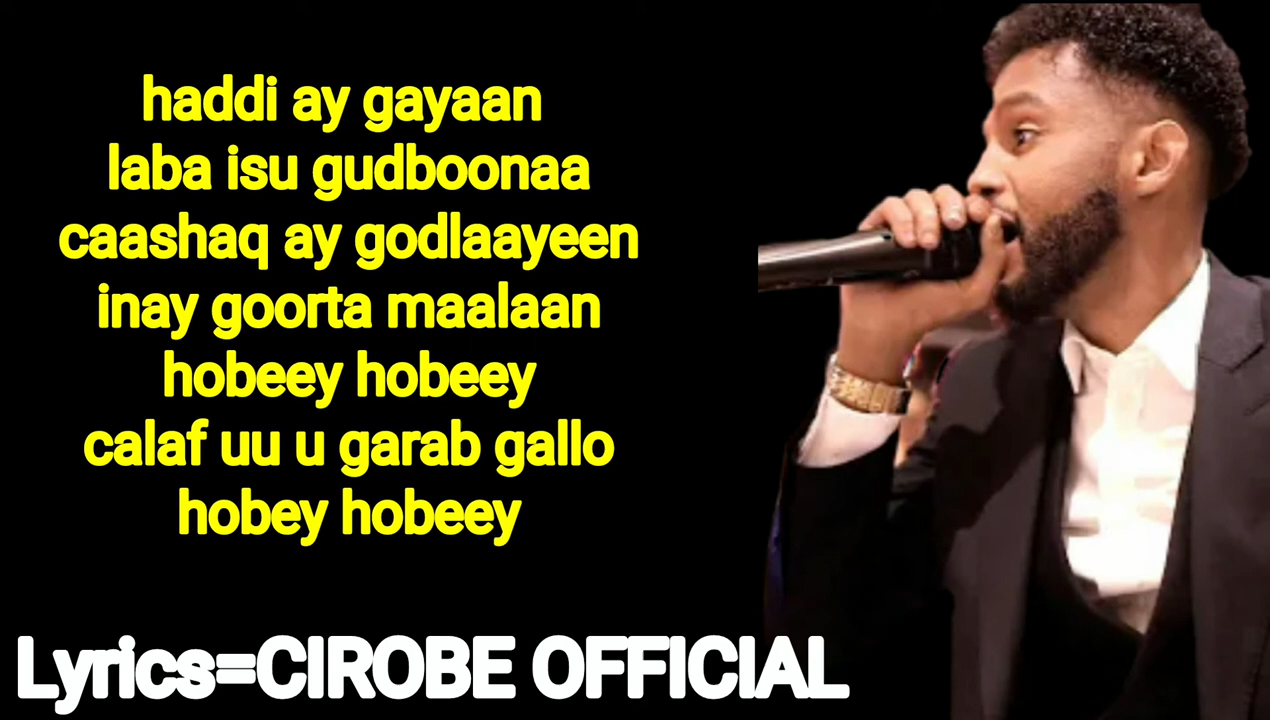 haddi ay gayaan
laba isu gudboonaa
caashaq ay godlaayeen
inay goorta maalaan
hobeey hobeey
calaf uu u garab gallo
hobey hobeey
Lyrics=CIROBE OFFICIAL